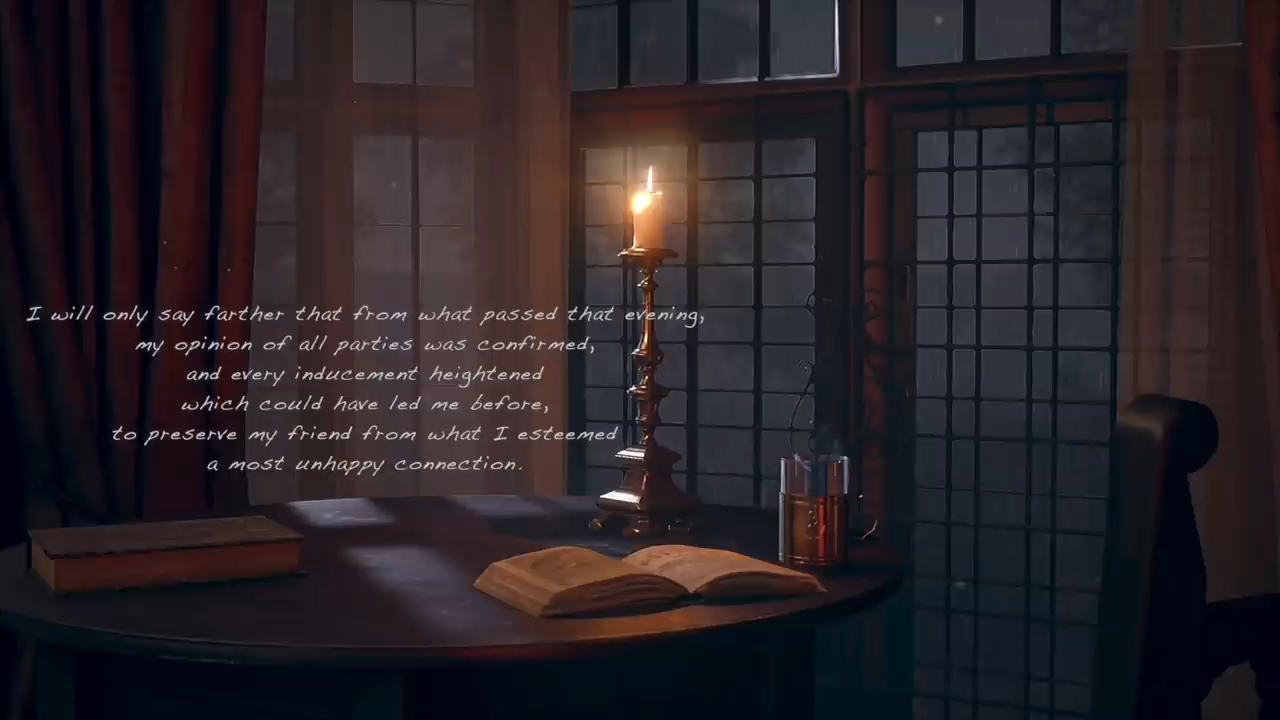 I will only say farther that from what passed that evening,
my opinion of all parties was confirmed,
and every inducement heightened
which could have led me before,
to preserve my friend from what I esteemed
a most unhappy connection.